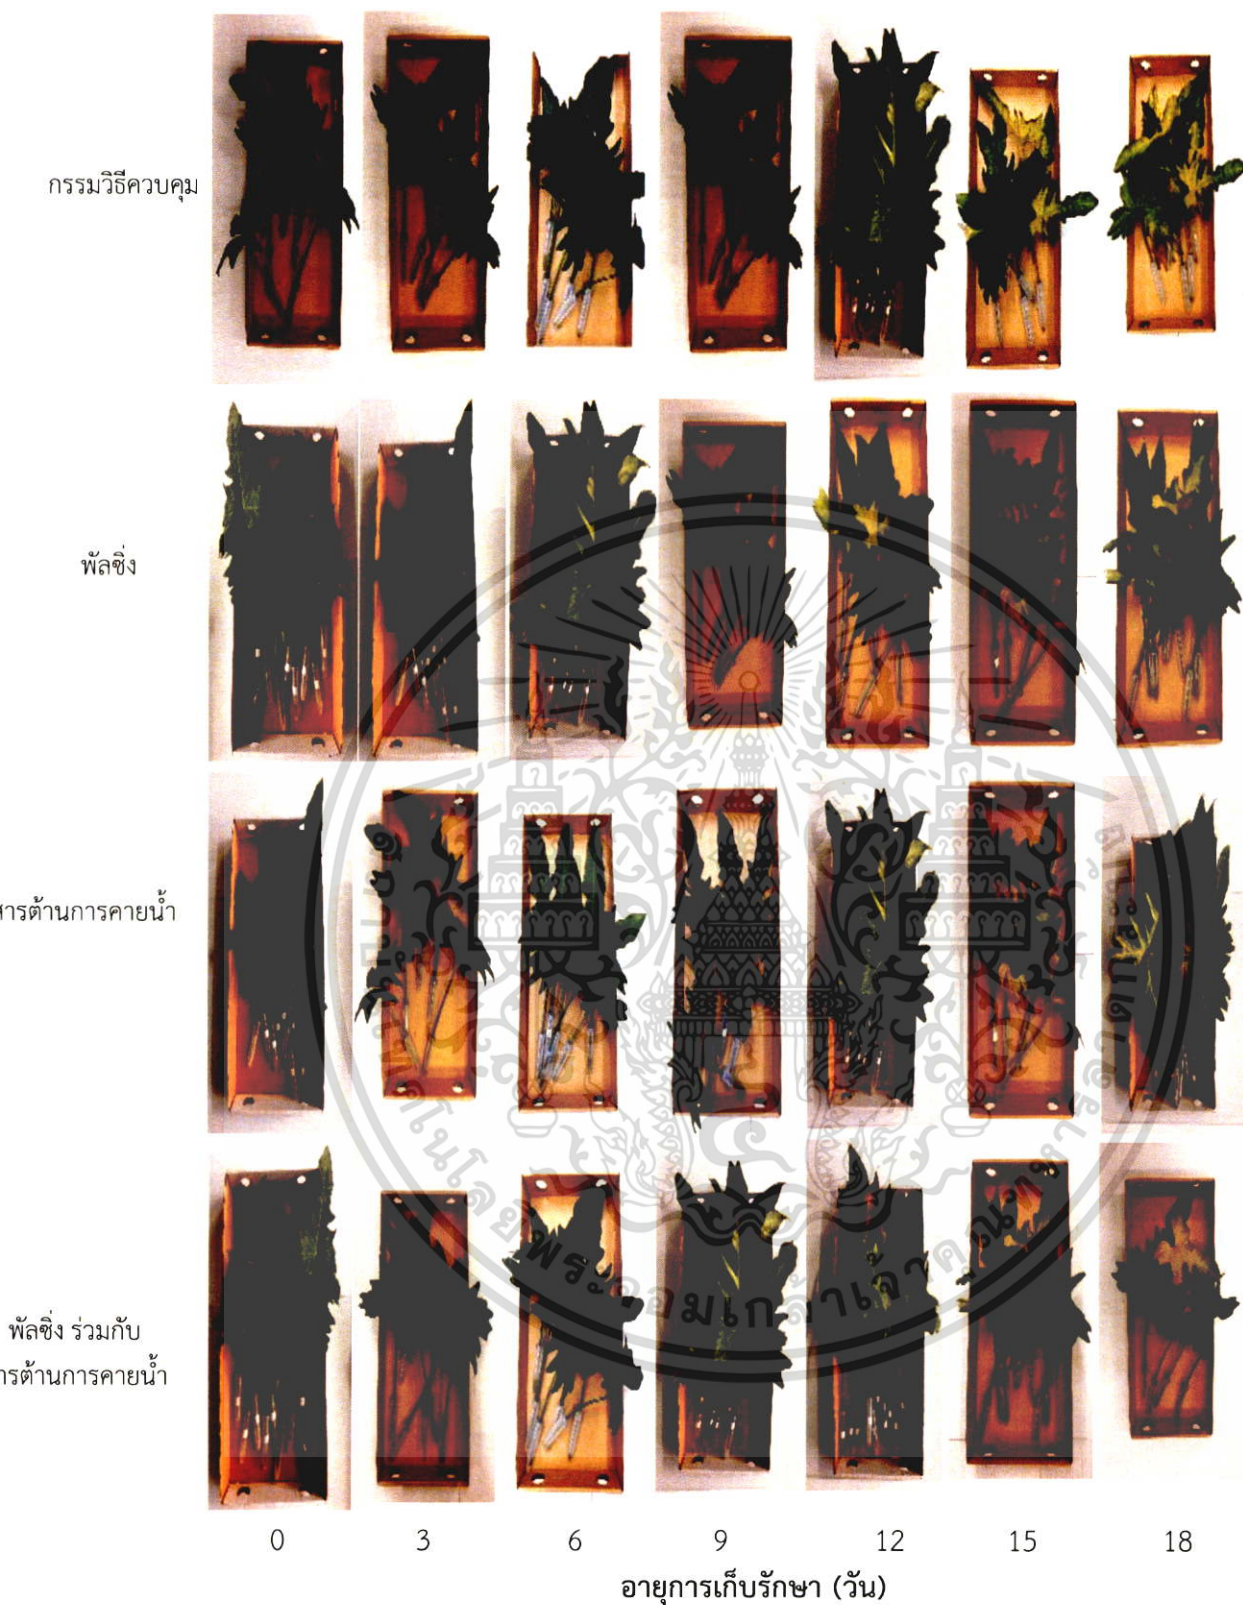 กรรมวิธีควบคุม
พัลซิ่ง
สารต้านการคายน้ำ
พัลซิ่ง ร่วมกับ
ารต้านการคายน้ำ
0 3 6 9 12 15 18
อายุการเก็บรักษา (วัน)